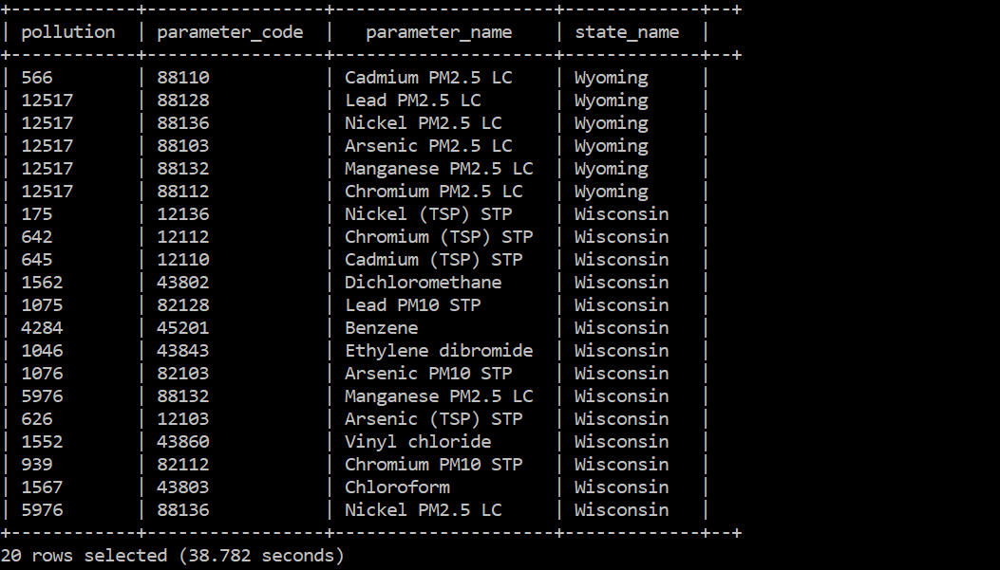 +------------+-----------------+---------------------+-------------+--+
| pollution  | parameter_code  |   parameter_name    | state_name  |
+------------+-----------------+---------------------+-------------+--+
| 566        | 88110           | Cadmium PM2.5 LC    | Wyoming     |
| 12517      | 88128           | Lead PM2.5 LC       | Wyoming     |
| 12517      | 88136           | Nickel PM2.5 LC     | Wyoming     |
| 12517      | 88103           | Arsenic PM2.5 LC    | Wyoming     |
| 12517      | 88132           | Manganese PM2.5 LC  | Wyoming     |
| 12517      | 88112           | Chromium PM2.5 LC   | Wyoming     |
| 175        | 12136           | Nickel (TSP) STP    | Wisconsin   |
| 642        | 12112           | Chromium (TSP) STP  | Wisconsin   |
| 645        | 12110           | Cadmium (TSP) STP   | Wisconsin   |
| 1562       | 43802           | Dichloromethane     | Wisconsin   |
| 1075       | 82128           | Lead PM10 STP       | Wisconsin   |
| 4284       | 45201           | Benzene             | Wisconsin   |
| 1046       | 43843           | Ethylene dibromide  | Wisconsin   |
| 1076       | 82103           | Arsenic PM10 STP    | Wisconsin   |
| 5976       | 88132           | Manganese PM2.5 LC  | Wisconsin   |
| 626        | 12103           | Arsenic (TSP) STP   | Wisconsin   |
| 1552       | 43860           | Vinyl chloride      | Wisconsin   |
| 939        | 82112           | Chromium PM10 STP   | Wisconsin   |
| 1567       | 43803           | Chloroform          | Wisconsin   |
| 5976       | 88136           | Nickel PM2.5 LC     | Wisconsin   |
+------------+-----------------+---------------------+-------------+--+
20 rows selected (38.782 seconds)